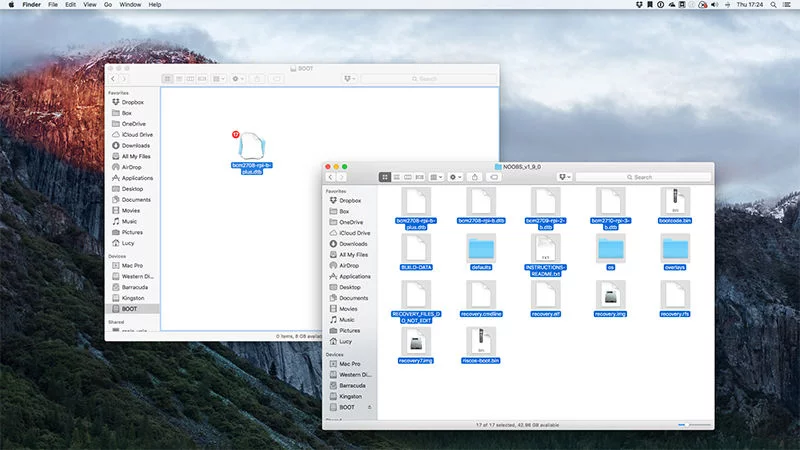 Finder File Edit View Go Window Help
Thu 17:24
BOOT
Search
Favorites
Dropbox
Box
OneDrive
iCloud Drive
Downloads
All My Files
AirDrop
Applications
Desktop
Documents
Movies
Music
Pictures
Lucy
Devices
Mac Pro
Western Di...
Barracuda
Kingston
BOOT
Shared
17
bcm2708-rpi-b-
plus.dtb
0 items, 8 GB availab
NOOBS_v1_9_0
Search
Favorites
Dropbox
Box
OneDrive
iCloud Drive
Downloads
All My Files
AirDrop
Applications
Desktop
Documents
Movies
Music
Pictures
Lucy
Devices
Mac Pro
Western Di...
Barracuda
Kingston
BOOT
bcm2708-rpi-b-
plus.dtb
bcm2708-rpi-b.dtb
bcm2709-rpi-2-
b.dtb
bcm2710-rpi-3-
b.dtb
bootcode.bin
BUILD-DATA
defaults
INSTRUCTIONS-
README.txt
os
overlays
RECOVERY_FILES_D
O_NOT_EDIT
recovery.cmdline
recovery.elf
recovery.img
recovery.rfs
recovery7.img
riscos-boot.bin
17 of 17 selected, 42.96 GB available